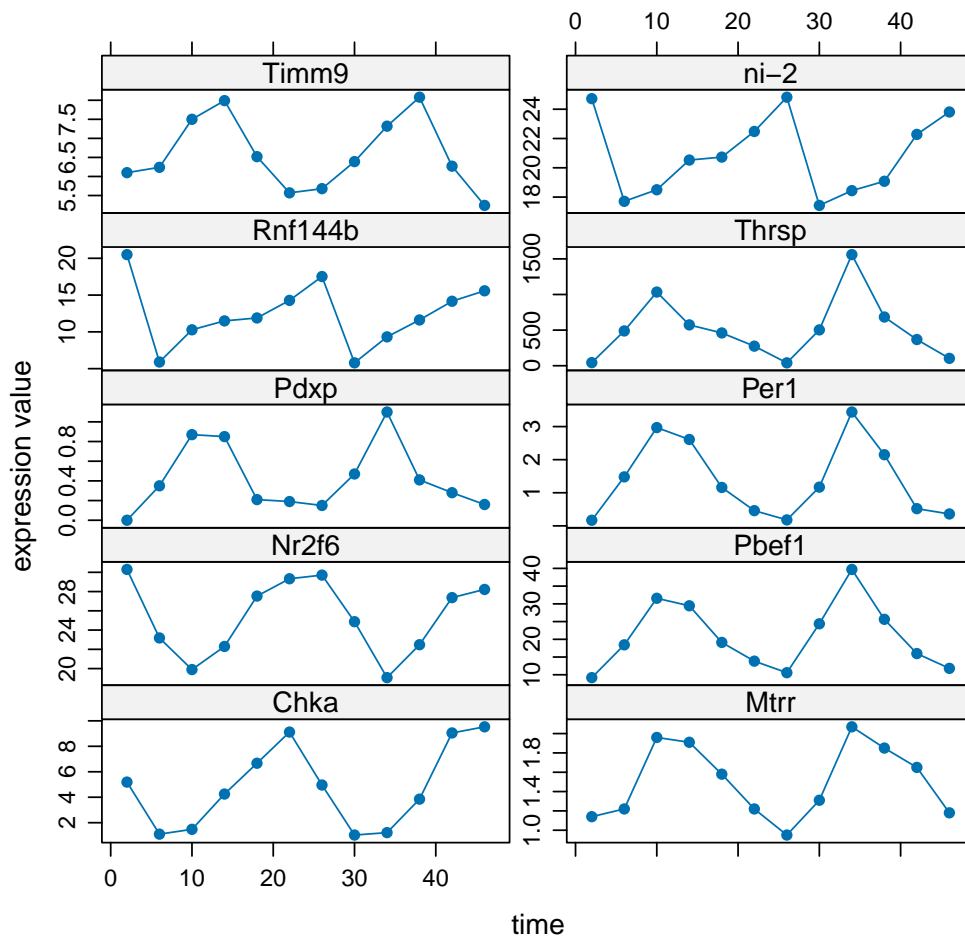 0 10 20 30 40
Timm9
ni−2
5.5 6.5 7.5
18 20 22 24
Rnf144b
Thrsp
10 15 20
0 500 1500
Pdxp
Per1
0.0 0.4 0.8
1 2 3
Nr2f6
Pbef1
20 24 28
10 20 30 40
Chka
Mtrr
2 4 6 8
1.0 1.4 1.8
0 10 20 30 40
expression value
time